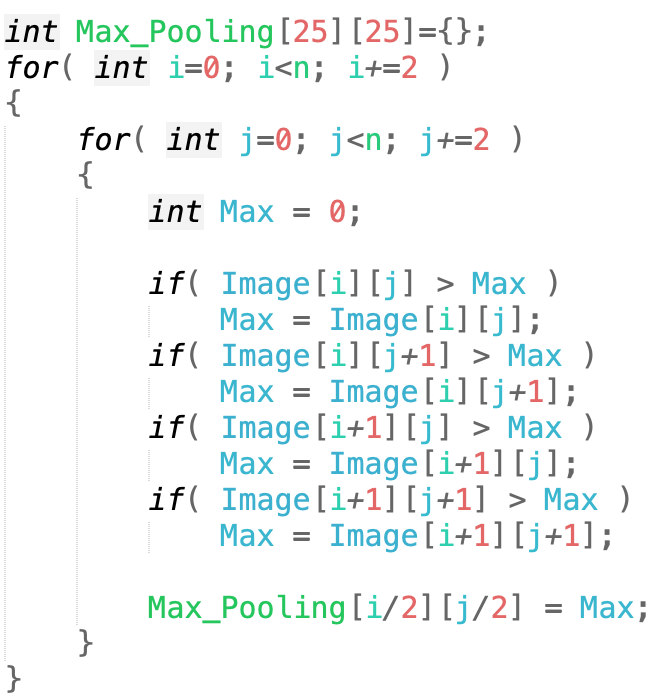 int Max_Pooling[25][25]={};
for( int i=0; i<n; i+=2 )
{
    for( int j=0; j<n; j+=2 )
    {
        int Max = 0;

        if( Image[i][j] > Max )
            Max = Image[i][j];
        if( Image[i][j+1] > Max )
            Max = Image[i][j+1];
        if( Image[i+1][j] > Max )
            Max = Image[i+1][j];
        if( Image[i+1][j+1] > Max )
            Max = Image[i+1][j+1];

        Max_Pooling[i/2][j/2] = Max;
    }
}